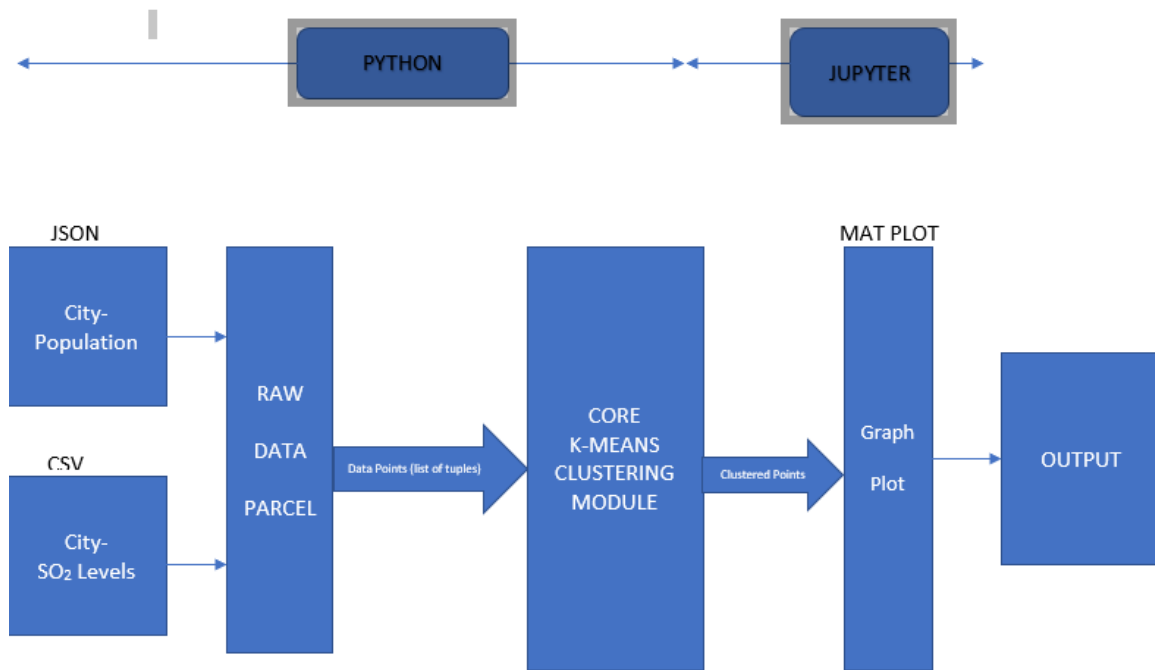 PYTHON
JUPYTER
JSON
City-
Population
CSV
City-
SO₂ Levels
RAW
DATA
PARCEL
Data Points (list of tuples)
CORE
K-MEANS
CLUSTERING
MODULE
Clustered Points
MAT PLOT
Graph
Plot
OUTPUT